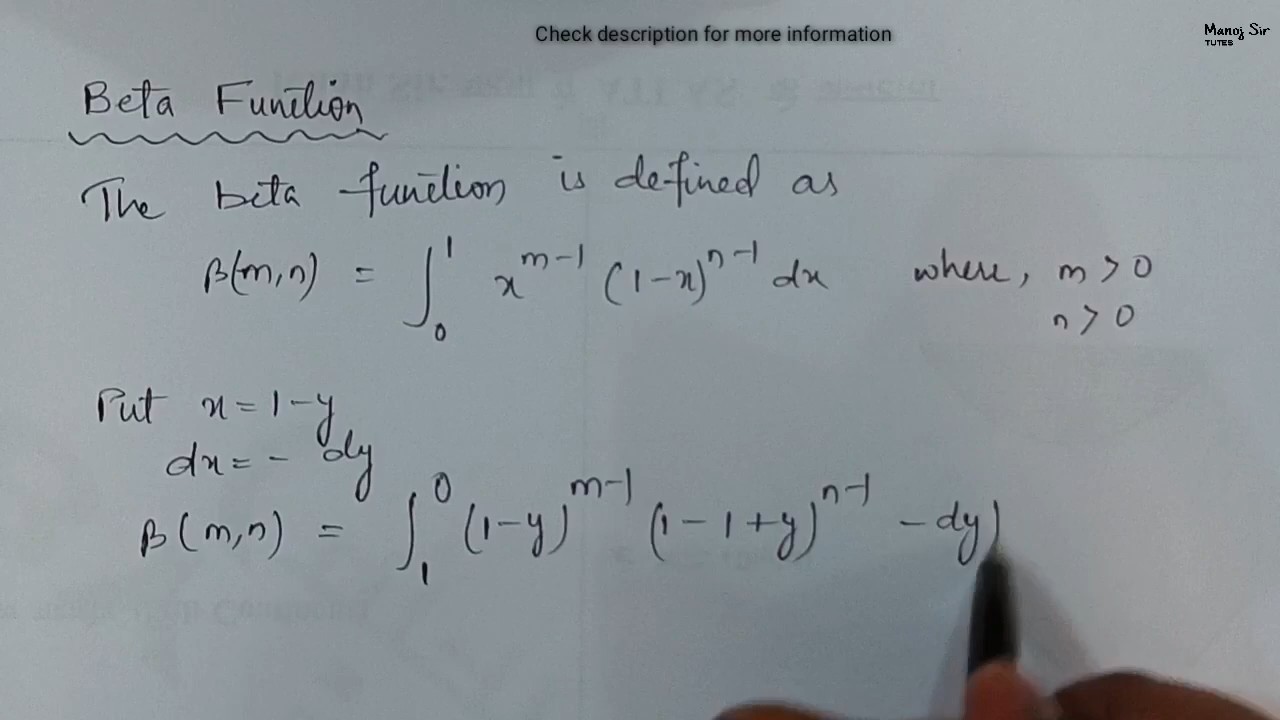 Check description for more information
Manoj Sir
TUTES
Beta Function
The beta function is defined as
β(m,n) = ∫₀¹ x^{m-1} (1-x)^{n-1} dx where, m > 0
n > 0
Put x = 1-y
dx = - dy
β(m,n) = ∫₁⁰ (1-y)^{m-1} (1-1+y)^{n-1} -dy)